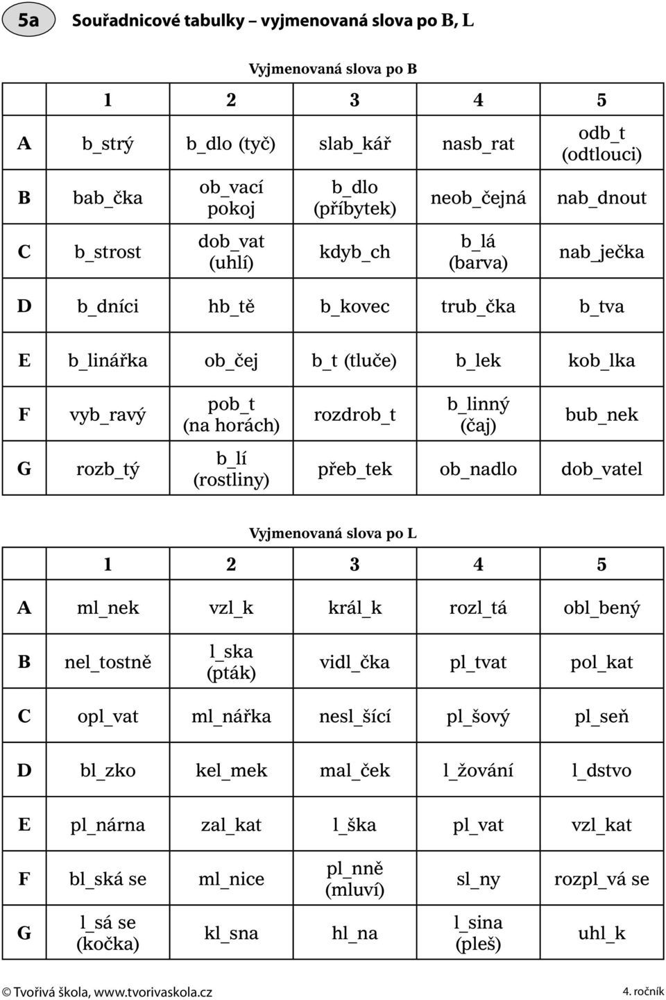 5a Souřadnicové tabulky – vyjmenovaná slova po B, L
Vyjmenovaná slova po B
1 2 3 4 5
A b_strý b_dlo (tyč) slab_kář nasb_rat odb_t (odtlouci)
B bab_čka ob_vací pokoj b_dlo (příbytek) neob_čejná nab_dnout
C b_strost dob_vat (uhlí) kdyb_ch b_lá (barva) nab_ječka
D b_dníci hb_tě b_kovec trub_čka b_tva
E b_linářka ob_čej b_t (tluče) b_lek kob_lka
F vyb_ravý pob_t (na horách) rozdrob_t b_linný (čaj) bub_nek
G rozb_tý b_lí (rostliny) přeb_tek ob_nadlo dob_vatel
Vyjmenovaná slova po L
1 2 3 4 5
A ml_nek vzl_k král_k rozl_tá obl_bený
B nel_tostně l_ska (pták) vidl_čka pl_tvat pol_kat
C opl_vat ml_nářka nesl_šící pl_šový pl_seň
D bl_zko kel_mek mal_ček l_žování l_dstvo
E pl_nárna zal_kat l_ška pl_vat vzl_kat
F bl_ská se ml_nice pl_nně (mluví) sl_ny rozpl_vá se
G l_sá se (kočka) kl_sna hl_na l_sina (pleš) uhl_k
© Tvořivá škola, www.tvorivaskola.cz 4. ročník